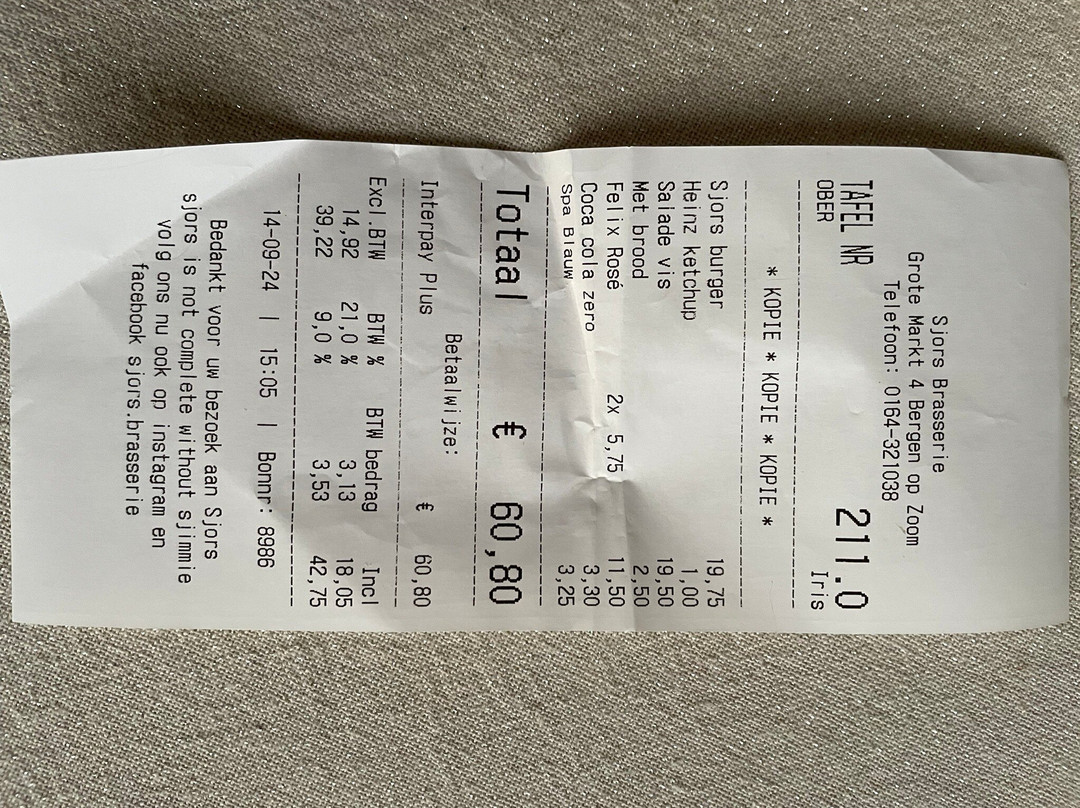 Sjors Brasserie
Grote Markt 4 Bergen op Zoom
Telefoon: 0164-321038
TAFEL NR 211.0
OBER Iris
* KOPIE * KOPIE * KOPIE *
Sjors burger 19,75
Heinz ketchup 1,00
Salade vis 19,50
Met brood 2,50
Felix Rosé 2x 5,75 11,50
Coca cola zero 3,30
Spa Blauw 3,25
Totaal € 60,80
Betaalwijze:
Interpay Plus € 60,80
Excl.BTW BTW % BTW bedrag Incl
14,92 21,0 % 3,13 18,05
39,22 9,0 % 3,53 42,75
14-09-24 | 15:05 | Bonnr: 8986
Bedankt voor uw bezoek aan Sjors
sjors is not complete without sjimmie
volg ons nu ook op instagram en
facebook sjors.brasserie